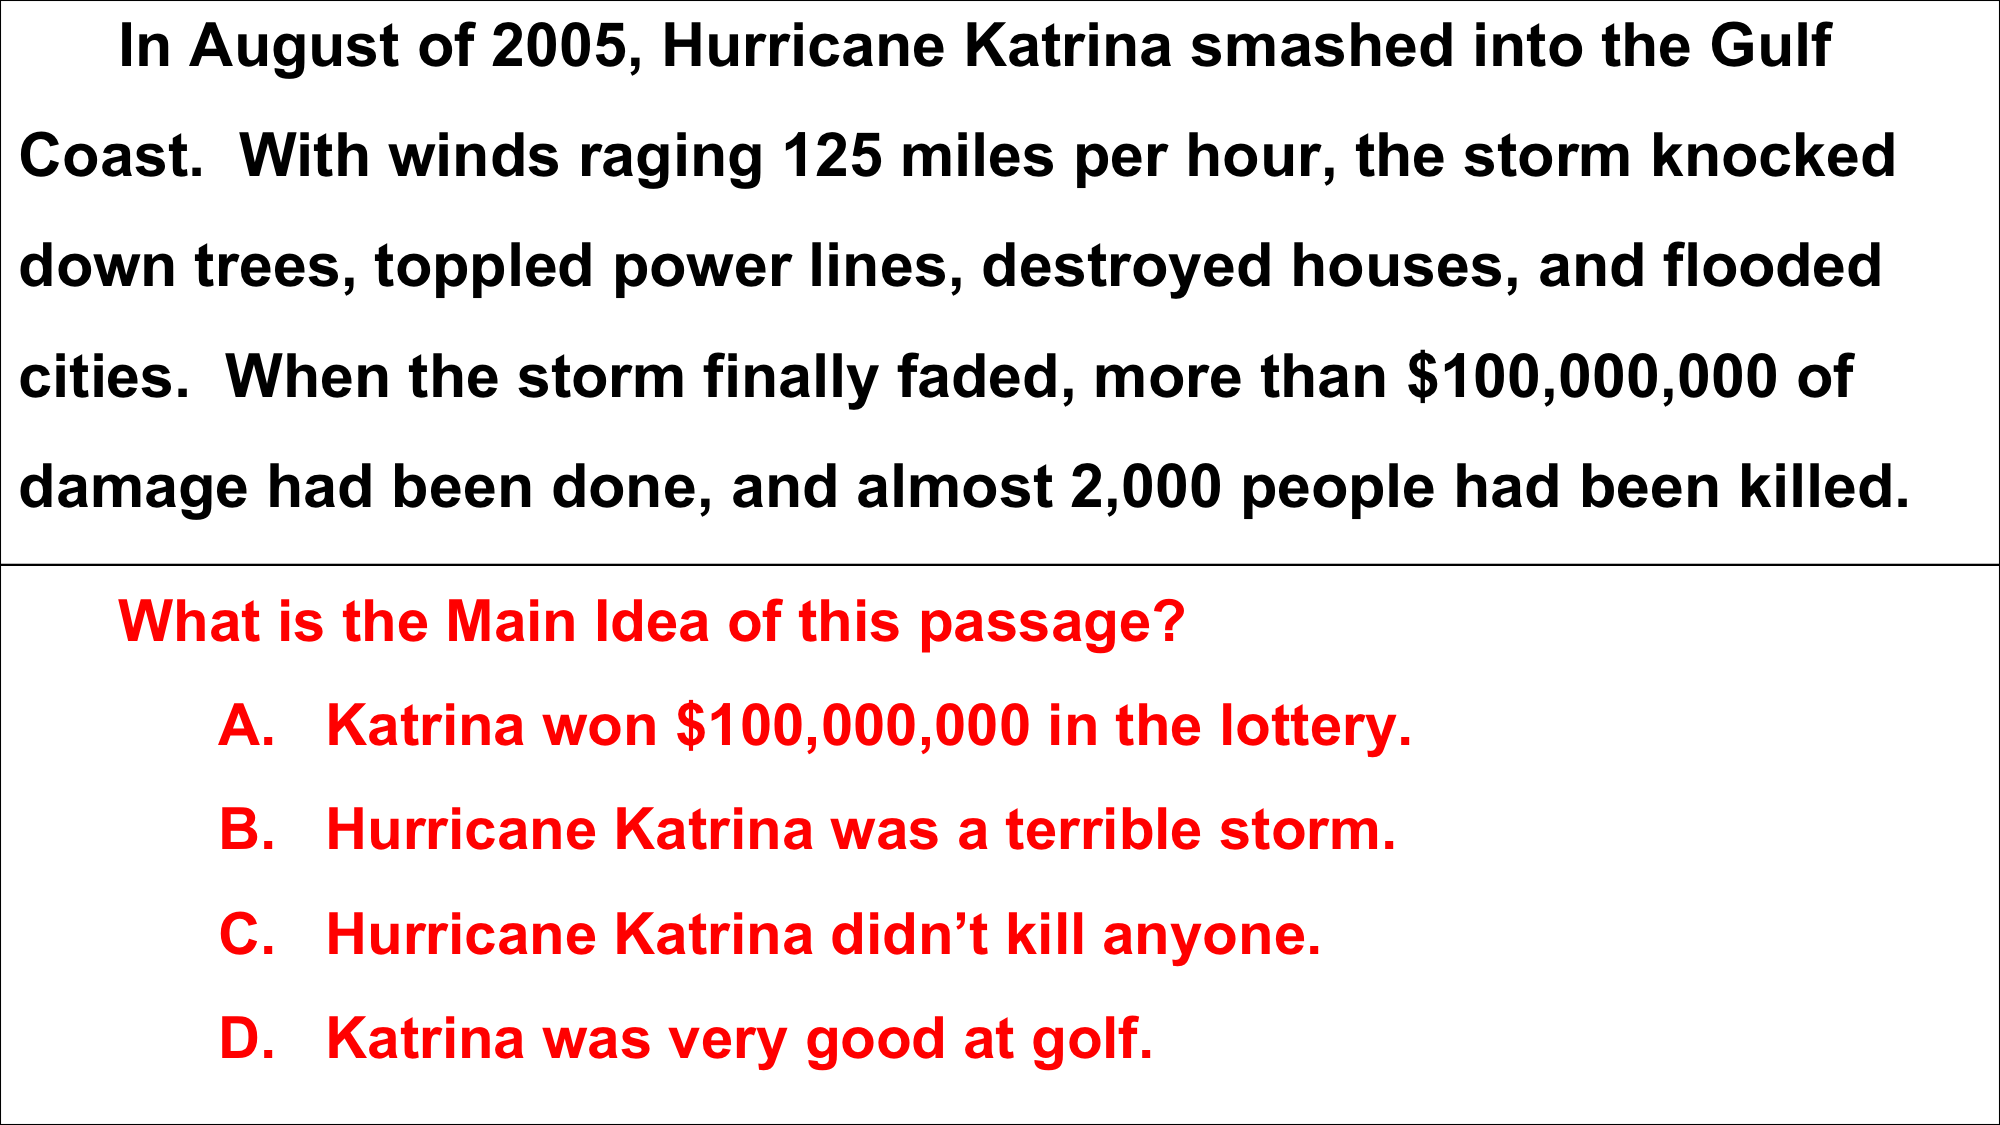 In August of 2005, Hurricane Katrina smashed into the Gulf
Coast.  With winds raging 125 miles per hour, the storm knocked
down trees, toppled power lines, destroyed houses, and flooded
cities.  When the storm finally faded, more than $100,000,000 of
damage had been done, and almost 2,000 people had been killed.
What is the Main Idea of this passage?
A. Katrina won $100,000,000 in the lottery.
B. Hurricane Katrina was a terrible storm.
C. Hurricane Katrina didn’t kill anyone.
D. Katrina was very good at golf.